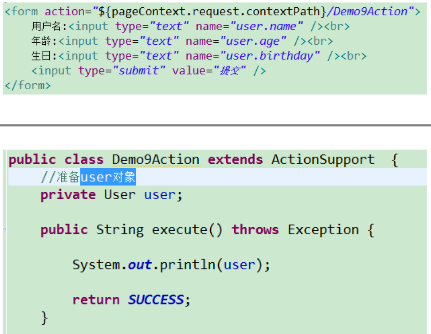 <form action="${pageContext.request.contextPath}/Demo9Action">
用户名:<input type="text" name="user.name" /><br>
年龄:<input type="text" name="user.age" /><br>
生日:<input type="text" name="user.birthday" /><br>
<input type="submit" value="提交" />
</form>
public class Demo9Action extends ActionSupport {
//准备user对象
private User user;
public String execute() throws Exception {
System.out.println(user);
return SUCCESS;
}